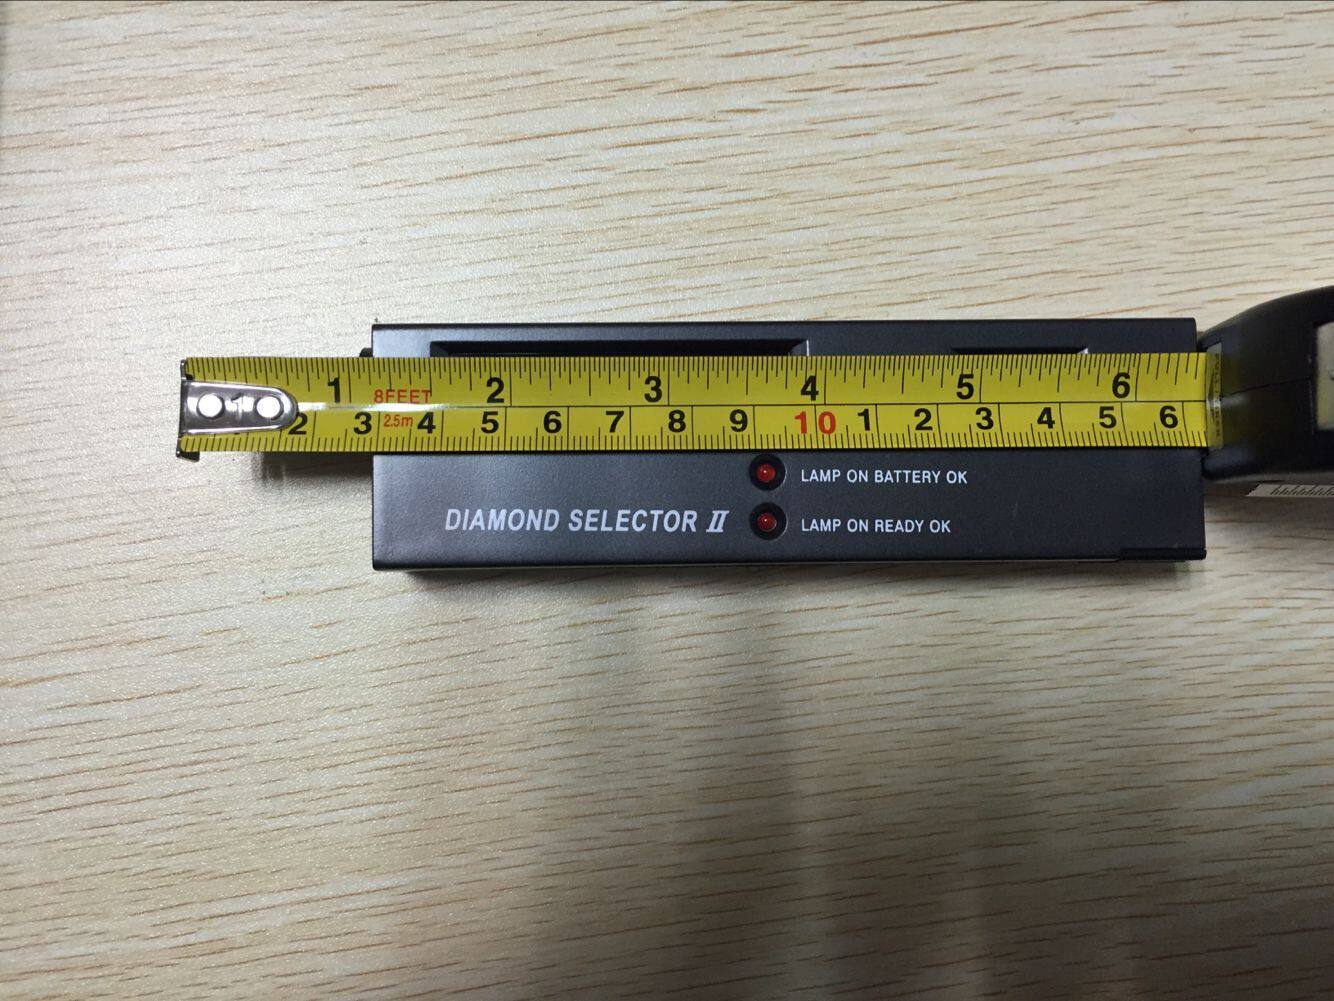 1 8FEET 2 3 4 5 6
1 2 3 2.5m 4 5 6 7 8 9 10 1 2 3 4 5 6
LAMP ON BATTERY OK
DIAMOND SELECTOR II
LAMP ON READY OK